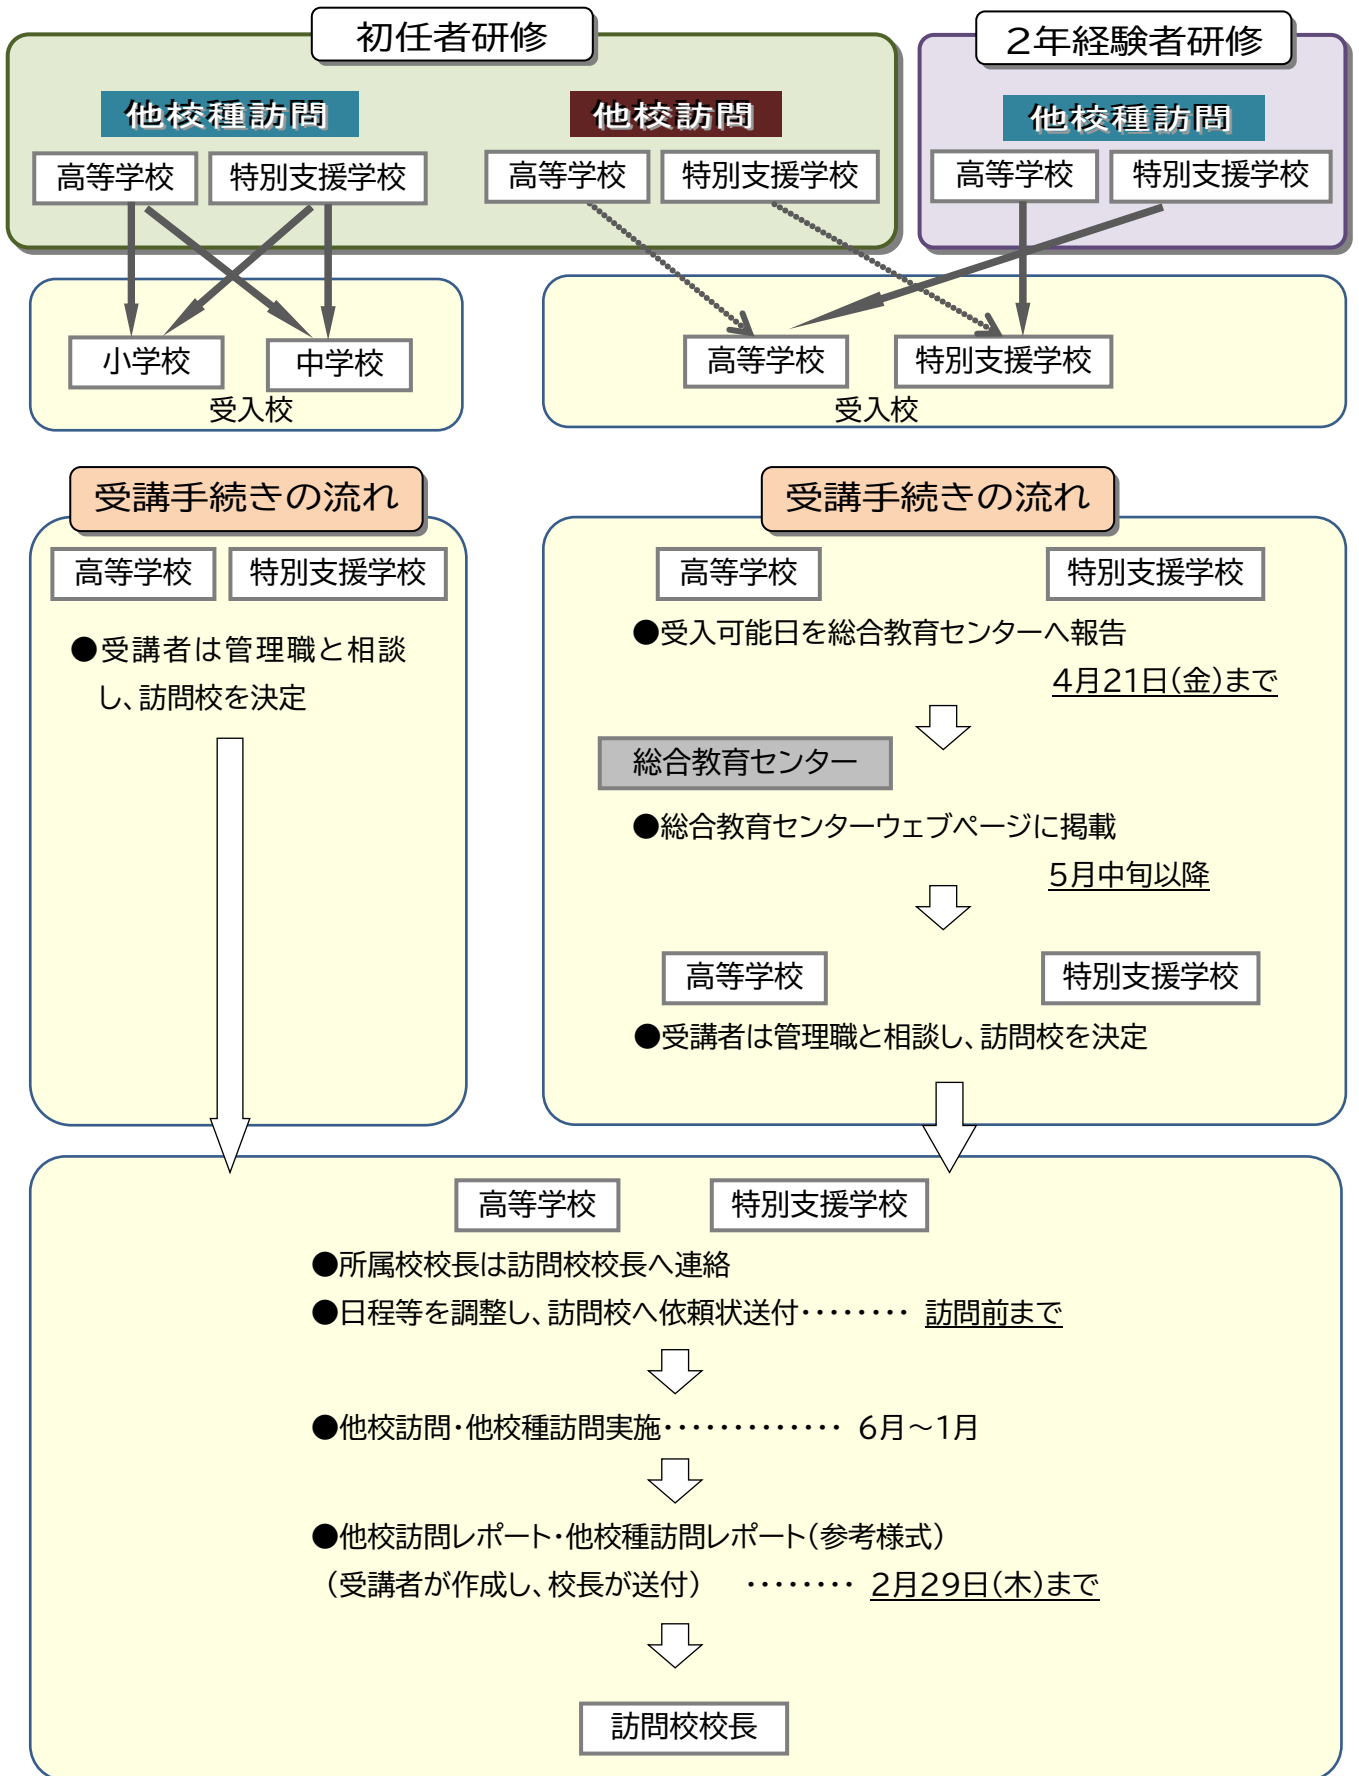 初任者研修
2年経験者研修
他校種訪問
他校訪問
他校種訪問
高等学校
特別支援学校
高等学校
特別支援学校
高等学校
特別支援学校
小学校
中学校
受入校
高等学校
特別支援学校
受入校
受講手続きの流れ
高等学校
特別支援学校
●受講者は管理職と相談
し、訪問校を決定
受講手続きの流れ
高等学校
特別支援学校
●受入可能日を総合教育センターへ報告
4月21日(金)まで
総合教育センター
●総合教育センターウェブページに掲載
5月中旬以降
高等学校
特別支援学校
●受講者は管理職と相談し、訪問校を決定
高等学校
特別支援学校
●所属校校長は訪問校校長へ連絡
●日程等を調整し、訪問校へ依頼状送付・・・・・・・・ 訪問前まで
●他校訪問・他校種訪問実施・・・・・・・・・・・・・ 6月～1月
●他校訪問レポート・他校種訪問レポート(参考様式)
(受講者が作成し、校長が送付) ・・・・・・・・ 2月29日(木)まで
訪問校校長